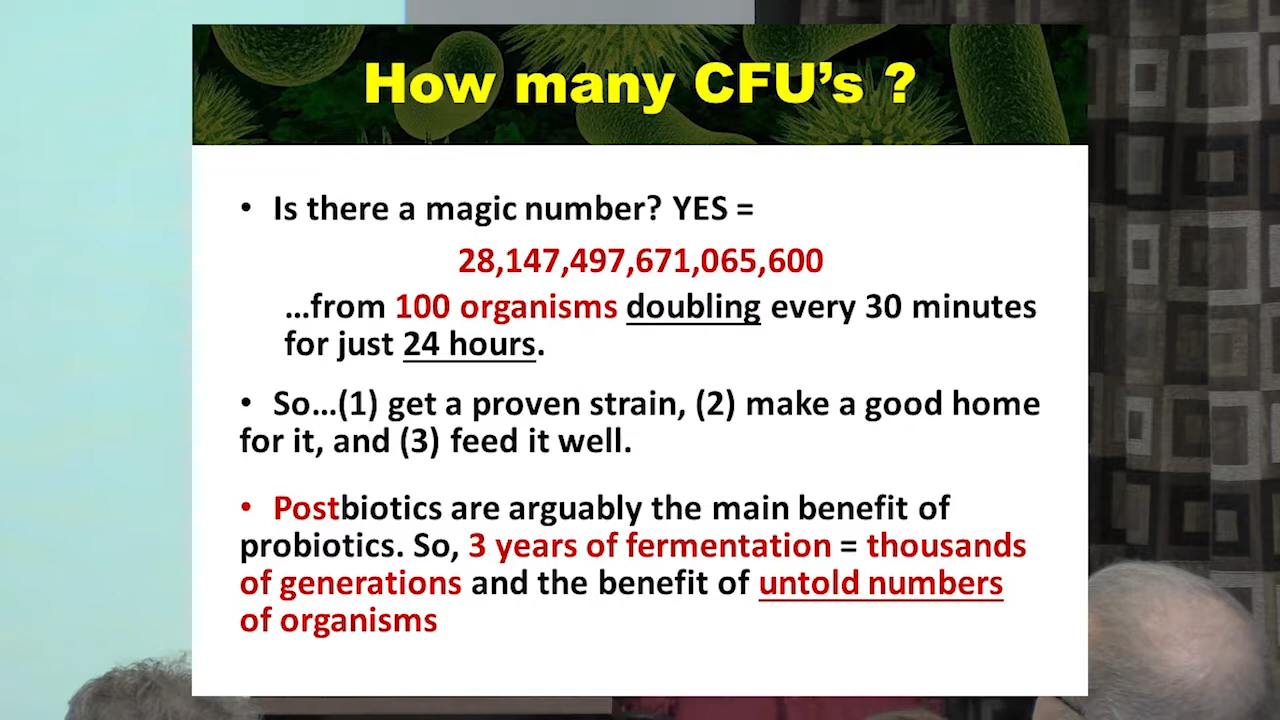 How many CFU's ?
• Is there a magic number? YES =
28,147,497,671,065,600
...from 100 organisms doubling every 30 minutes
for just 24 hours.
• So...(1) get a proven strain, (2) make a good home
for it, and (3) feed it well.
• Postbiotics are arguably the main benefit of
probiotics. So, 3 years of fermentation = thousands
of generations and the benefit of untold numbers
of organisms